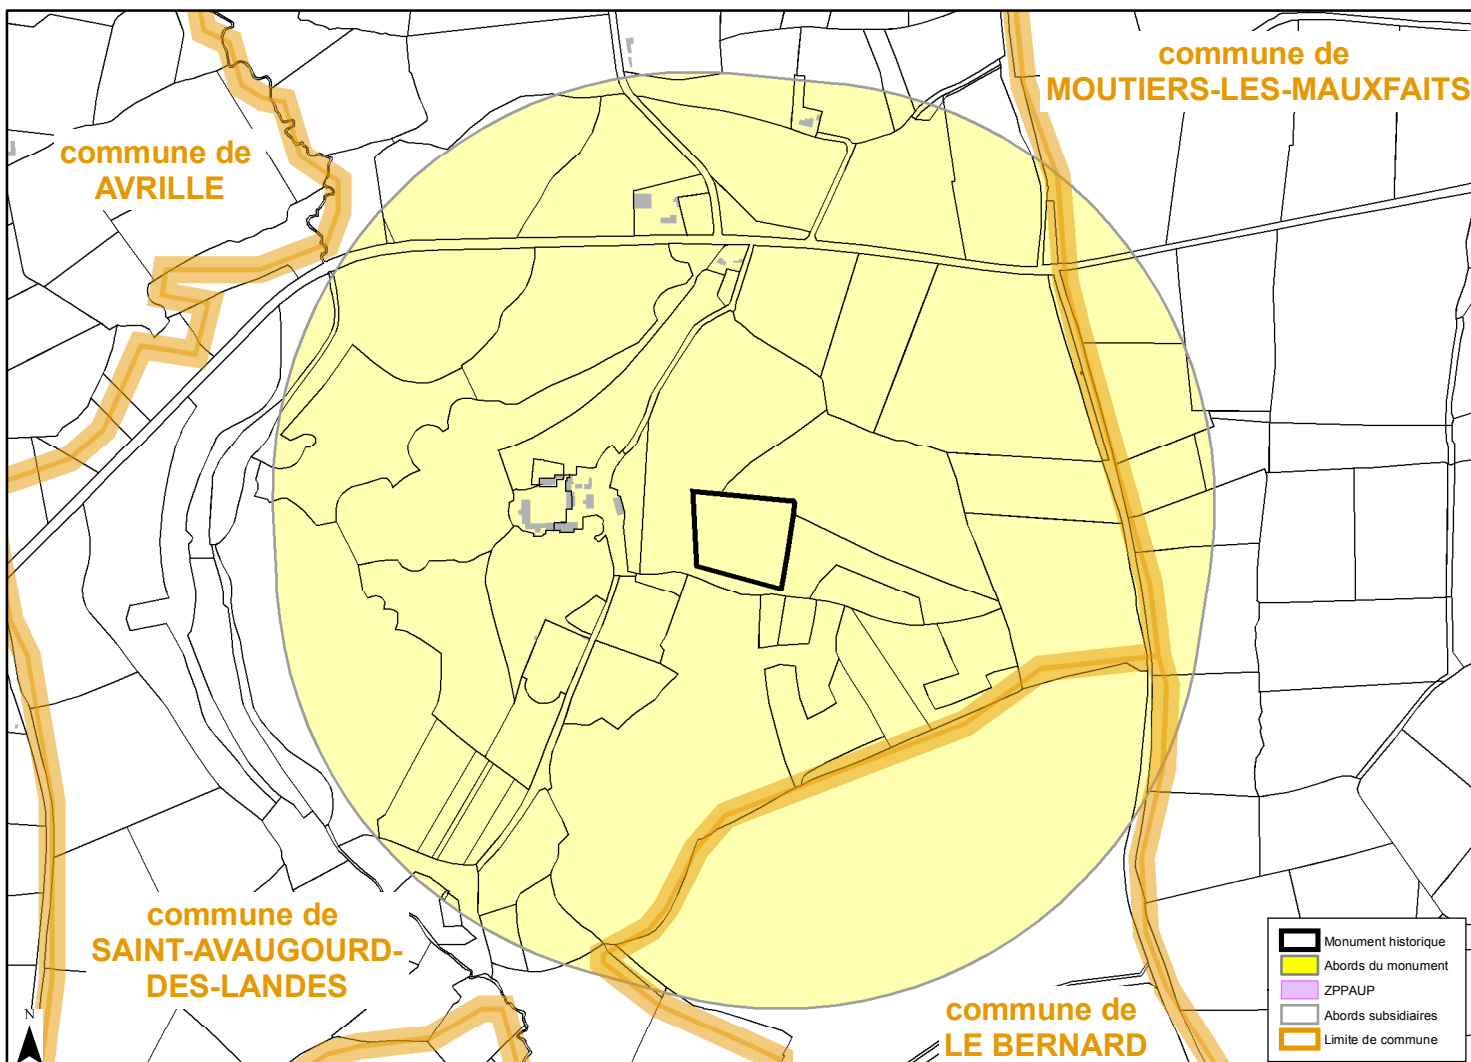 commune de
MOUTIERS-LES-MAUXFAITS
commune de
AVRILLE
commune de
SAINT-AVAUGOURD-
DES-LANDES
commune de
LE BERNARD
N
Monument historique
Abords du monument
ZPPAUP
Abords subsidiaires
Limite de commune